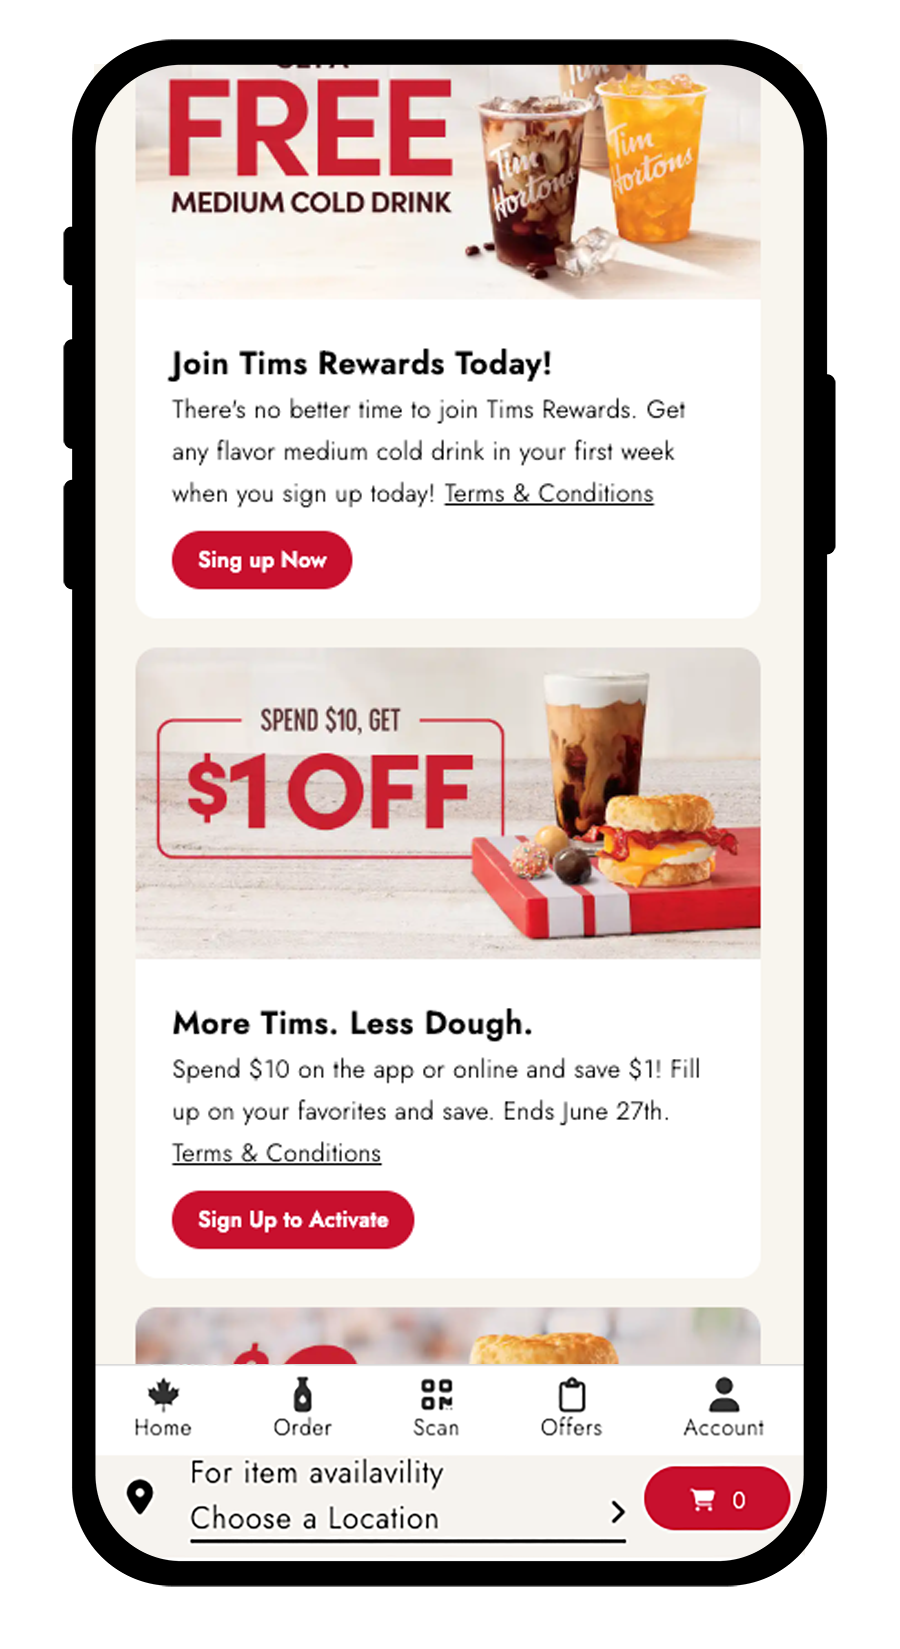 GET A
FREE
MEDIUM COLD DRINK
Tim
Tim
Hortons
Tim
Hortons
Join Tims Rewards Today!
There's no better time to join Tims Rewards. Get
any flavor medium cold drink in your first week
when you sign up today! Terms & Conditions
Sing up Now
SPEND $10, GET
$1 OFF
More Tims. Less Dough.
Spend $10 on the app or online and save $1! Fill
up on your favorites and save. Ends June 27th.
Terms & Conditions
Sign Up to Activate
$
Home
Order
Scan
Offers
Account
For item availavility
Choose a Location
0